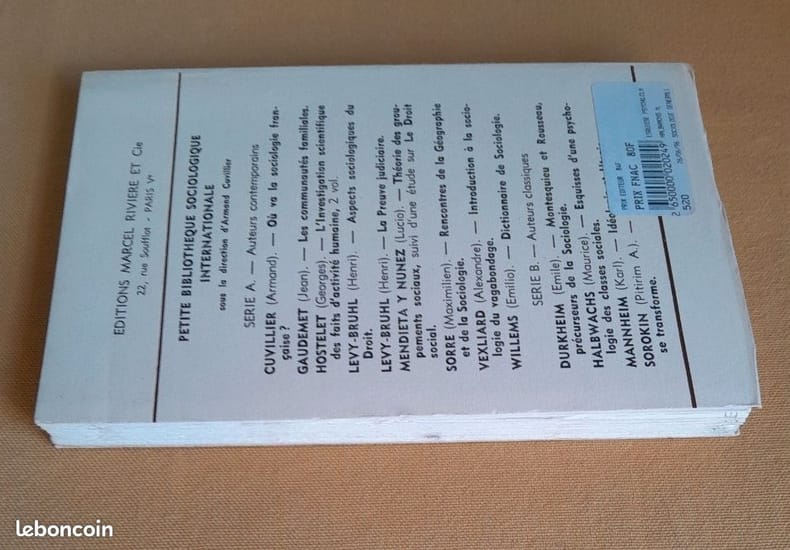 EDITIONS MARCEL RIVIERE ET Cie
22, rue Soufflot - PARIS Vᵉ
PETITE BIBLIOTHEQUE SOCIOLOGIQUE
INTERNATIONALE
sous la direction d'Armand Cuvillier
SERIE A. — Auteurs contemporains
CUVILLIER (Armand). — Où va la sociologie fran-
çaise ?
GAUDEMET (Jean). — Les communautés familiales.
HOSTELET (Georges). — L'Investigation scientifique
des faits d'activité humaine, 2 vol.
LEVY-BRUHL (Henri). — Aspects sociologiques du
Droit.
LEVY-BRUHL (Henri). — La Preuve judiciaire.
MENDIETA Y NUNEZ (Lucio). — Théorie des grou-
pements sociaux, suivi d'une étude sur Le Droit
social.
SORRE (Maximilien). — Rencontres de la Géographie
et de la Sociologie.
VEXLIARD (Alexandre). — Introduction à la socio-
logie du vagabondage.
WILLEMS (Emilio). — Dictionnaire de Sociologie.
SERIE B. — Auteurs classiques
DURKHEIM (Emile). — Montesquieu et Rousseau,
précurseurs de la Sociologie.
HALBWACHS (Maurice). — Esquisses d'une psycho-
logie des classes sociales.
MANNHEIM (Karl). —
SOROKIN (Pitirim A.). —
se transforme.
PRIX EDITEUR
PRIX FNAC 80F
520
leboncoin